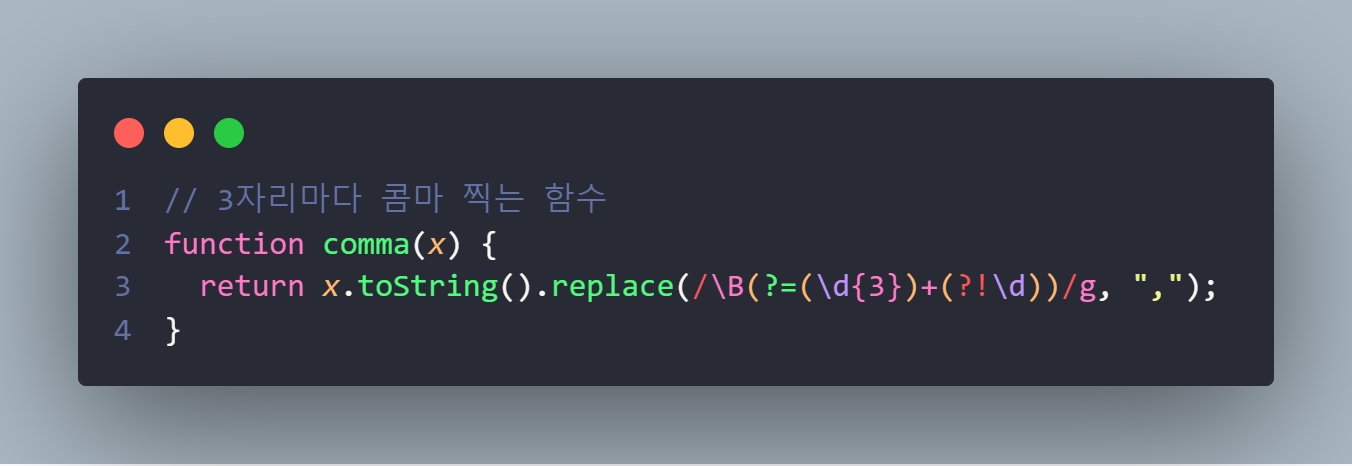 1 // 3자리마다 콤마 찍는 함수
2 function comma(x) {
3   return x.toString().replace(/\B(?=(\d{3})+(?!\d))/g, ",");
4 }